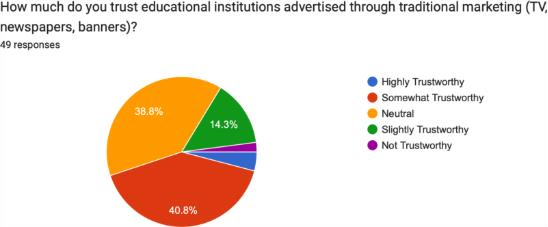 How much do you trust educational institutions advertised through traditional marketing (TV,
newspapers, banners)?
49 responses
Highly Trustworthy
Somewhat Trustworthy
Neutral
Slightly Trustworthy
Not Trustworthy
38.8%
14.3%
40.8%